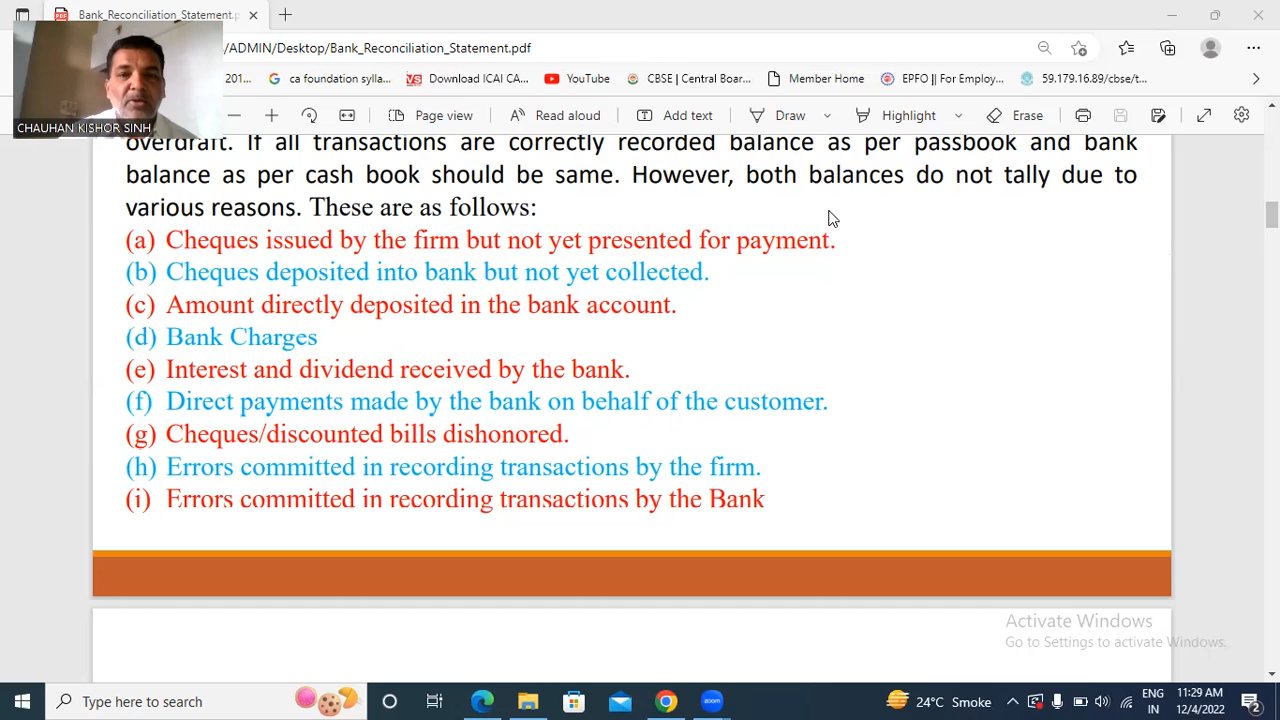 Bank_Reconciliation_Statement.p
/ADMIN/Desktop/Bank_Reconciliation_Statement.pdf
201...
ca foundation sylla...
Download ICAI CA...
YouTube
CBSE | Central Boar...
Member Home
EPFO || For Employ...
59.179.16.89/cbse/t...
CHAUHAN KISHOR SINH
Page view
Read aloud
Add text
Draw
Highlight
Erase
overdraft. If all transactions are correctly recorded balance as per passbook and bank
balance as per cash book should be same. However, both balances do not tally due to
various reasons. These are as follows:
(a) Cheques issued by the firm but not yet presented for payment.
(b) Cheques deposited into bank but not yet collected.
(c) Amount directly deposited in the bank account.
(d) Bank Charges
(e) Interest and dividend received by the bank.
(f) Direct payments made by the bank on behalf of the customer.
(g) Cheques/discounted bills dishonored.
(h) Errors committed in recording transactions by the firm.
(i) Errors committed in recording transactions by the Bank
Activate Windows
Go to Settings to activate Windows.
Type here to search
zoom
24°C Smoke
ENG
IN
11:29 AM
12/4/2022
2